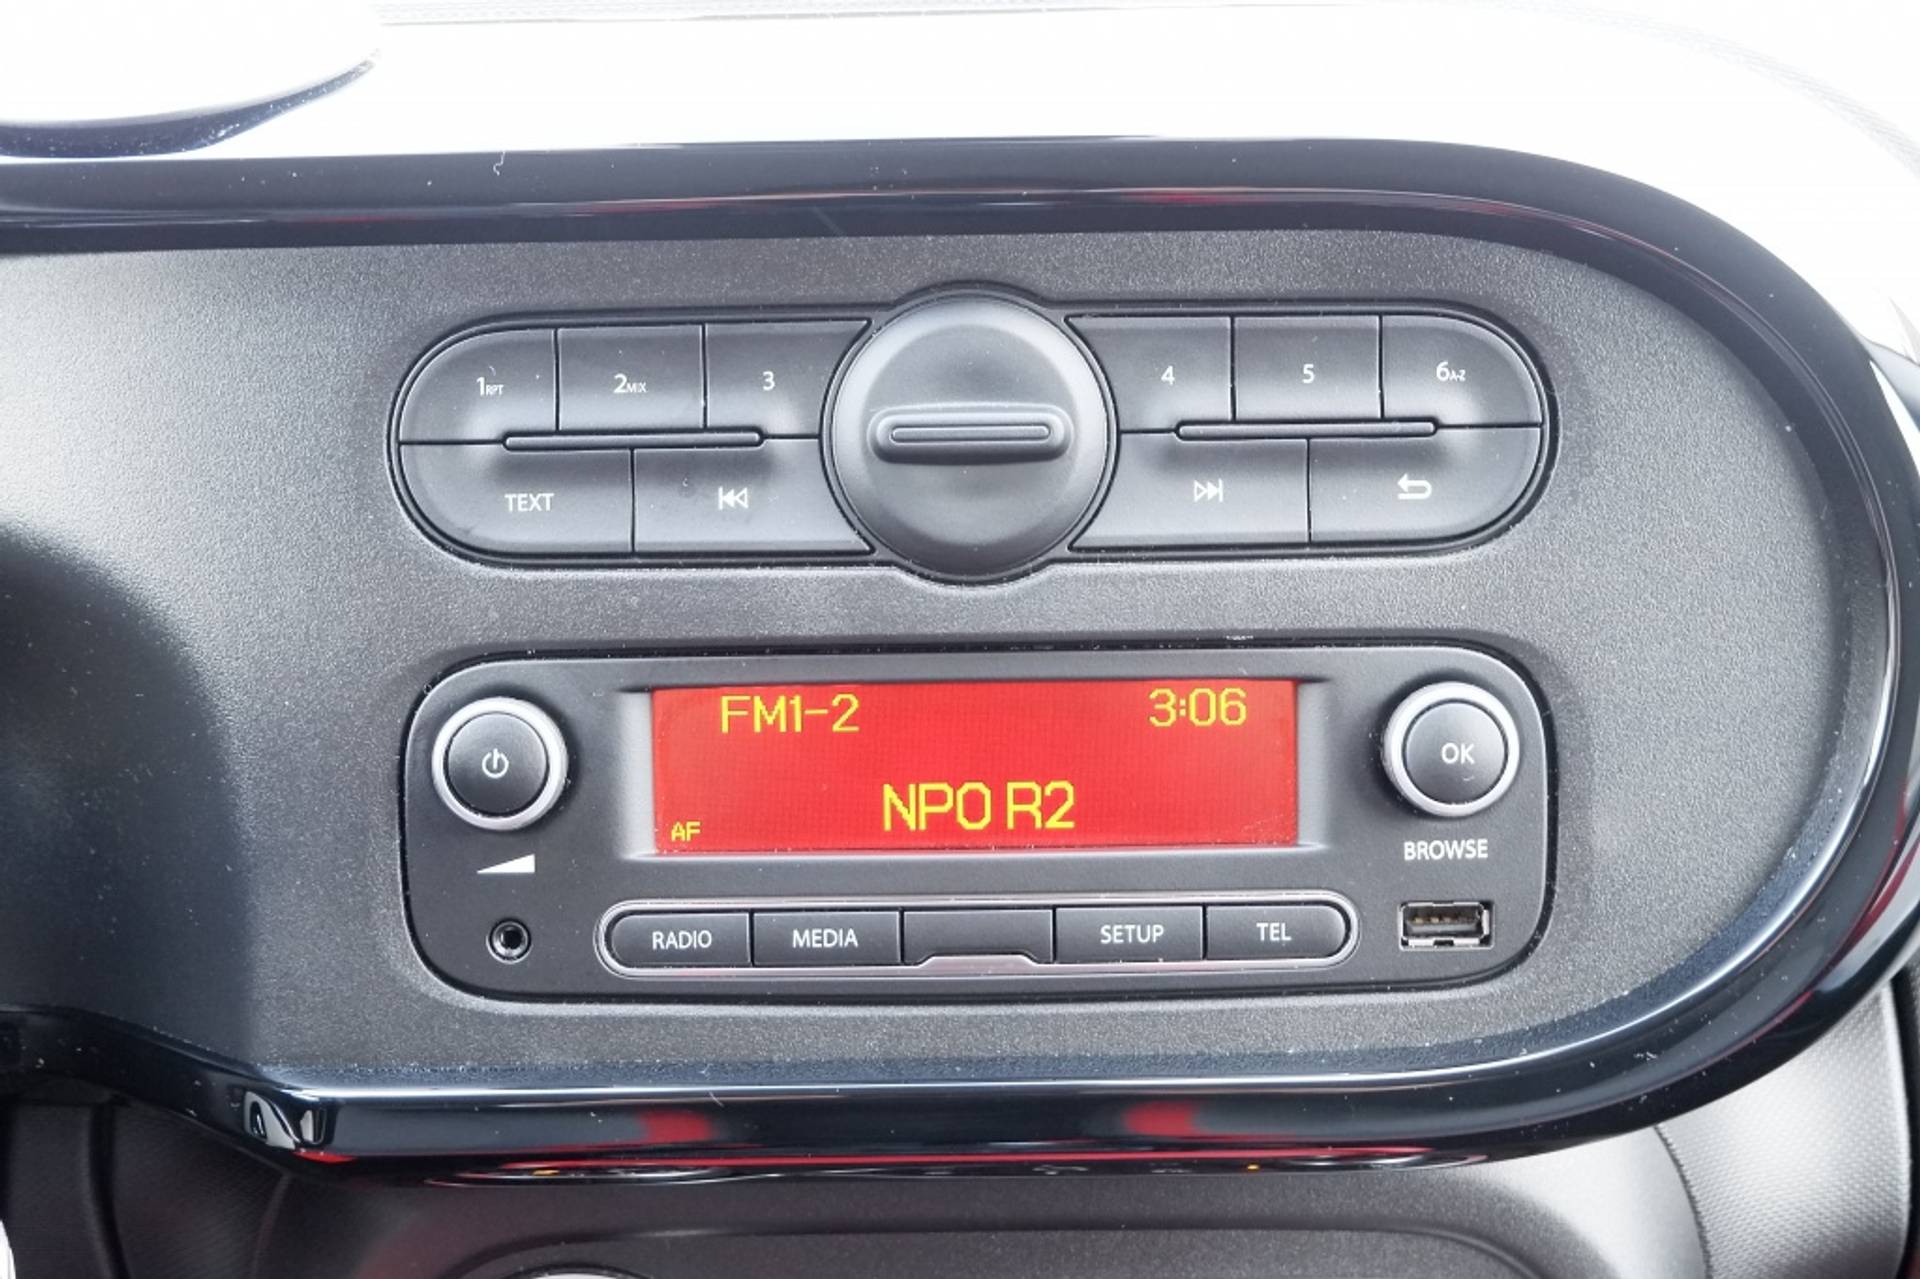 1RPT 2MIX 3 4 5 6A-Z
TEXT
FM1-2 3:06
NPO R2
AF
OK
BROWSE
RADIO MEDIA SETUP TEL